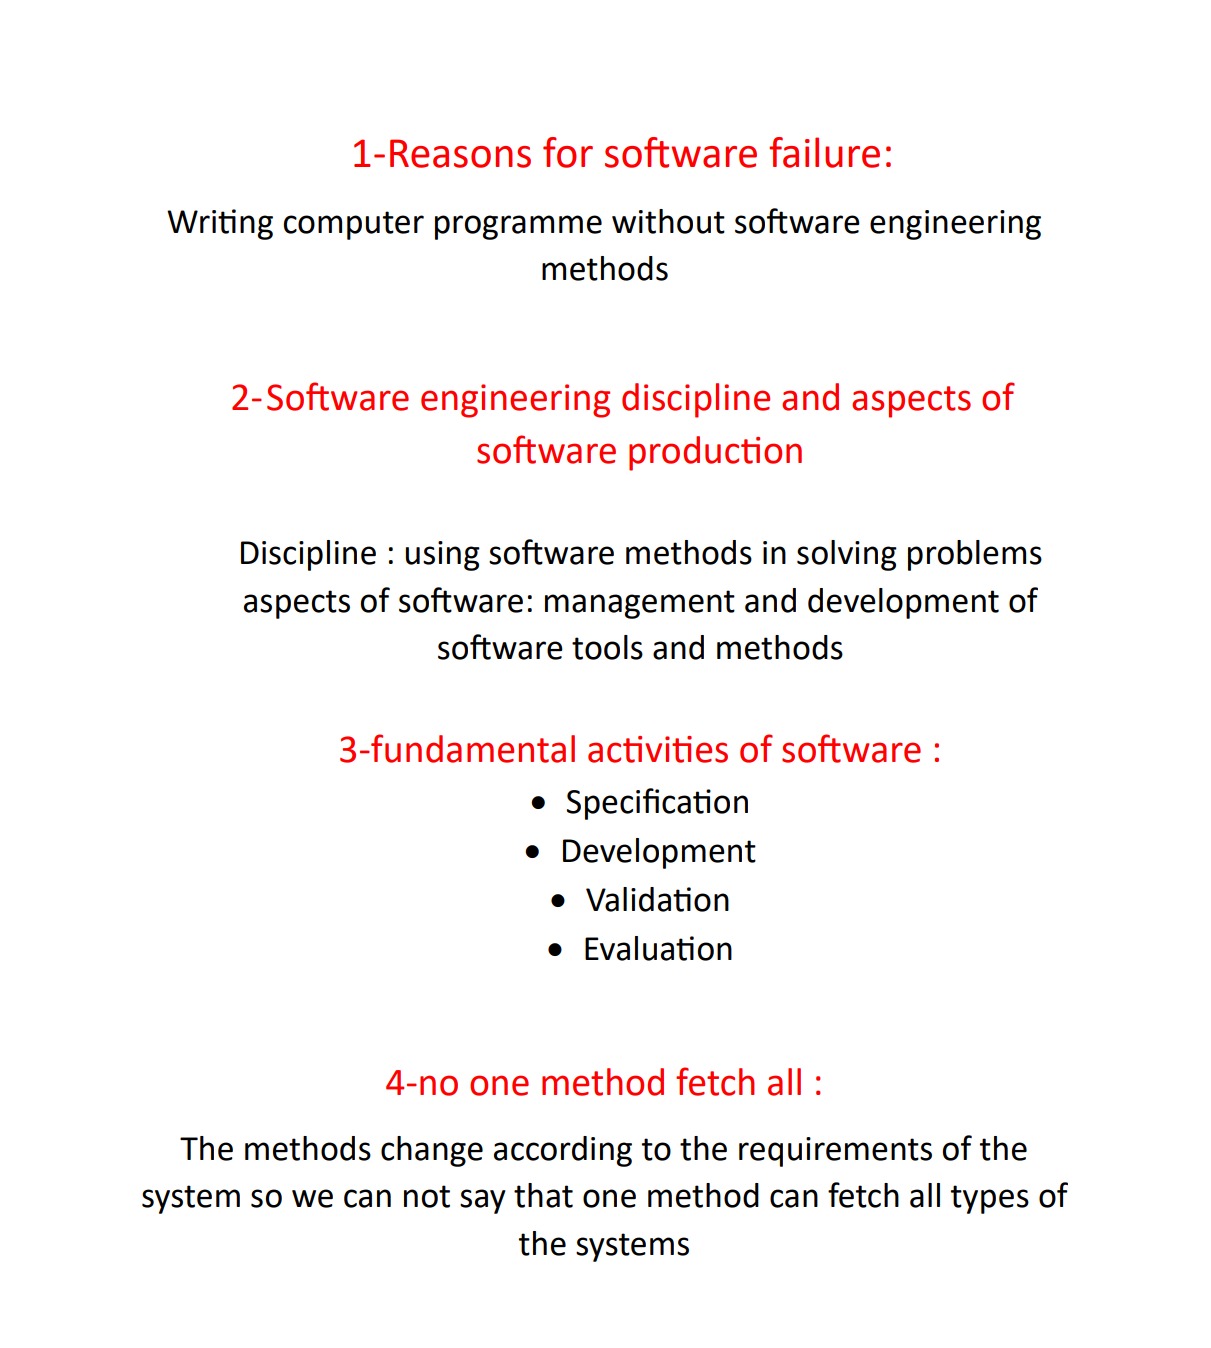 1-Reasons for software failure:
Writing computer programme without software engineering
methods
2-Software engineering discipline and aspects of
software production
Discipline : using software methods in solving problems
aspects of software: management and development of
software tools and methods
3-fundamental activities of software :
• Specification
• Development
• Validation
• Evaluation
4-no one method fetch all :
The methods change according to the requirements of the
system so we can not say that one method can fetch all types of
the systems